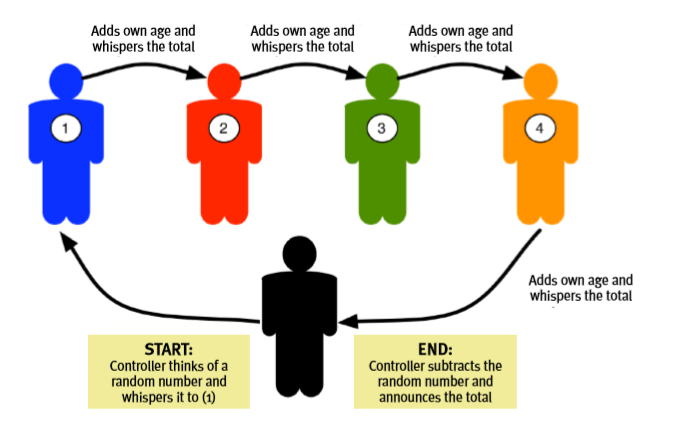 Adds own age and
whispers the total
Adds own age and
whispers the total
Adds own age and
whispers the total
1
2
3
4
Adds own age and
whispers the total
START:
Controller thinks of a
random number and
whispers it to (1)
END:
Controller subtracts the
random number and
announces the total